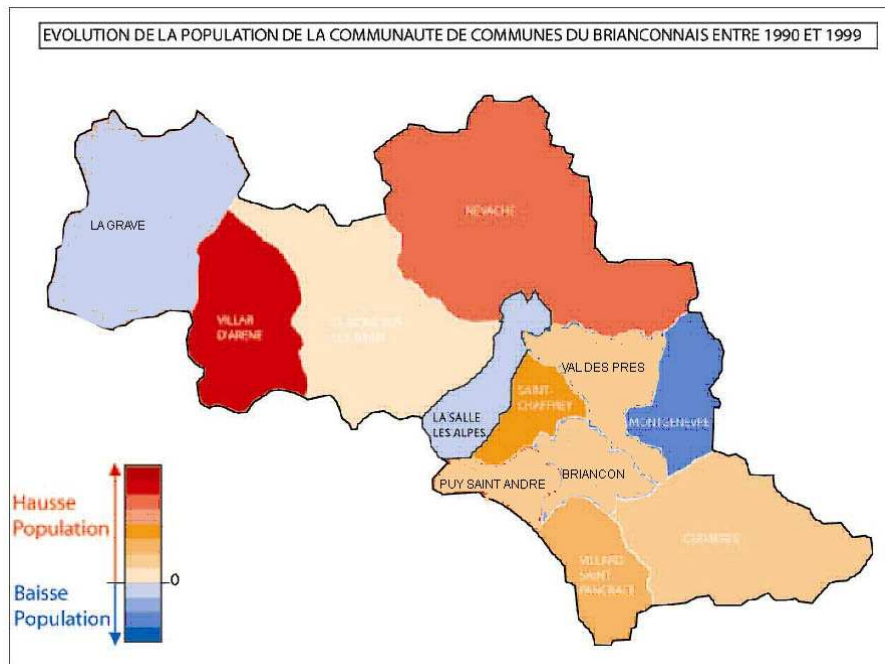 EVOLUTION DE LA POPULATION DE LA COMMUNAUTE DE COMMUNES DU BRIANCONNAIS ENTRE 1990 ET 1999
LA GRAVE
NEVACHE
VILLAR
D'ARENE
VAL DES PRES
SAINT-
CHAFFREY
LA SALLE
LES ALPES
MONTGENEVRE
BRIANCON
PUY SAINT ANDRE
CERVIERES
VILLARD
SAINT
PANCRACE
Hausse
Population
0
Baisse
Population